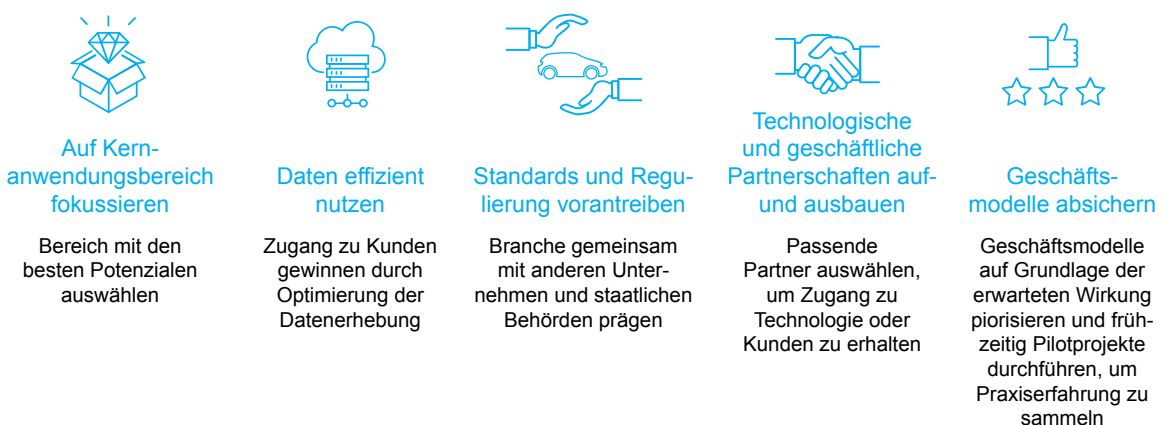 Auf Kern-
anwendungsbereich
fokussieren
Bereich mit den
besten Potenzialen
auswählen
Daten effizient
nutzen
Zugang zu Kunden
gewinnen durch
Optimierung der
Datenerhebung
Standards und Regu-
lierung vorantreiben
Branche gemeinsam
mit anderen Unter-
nehmen und staatlichen
Behörden prägen
Technologische
und geschäftliche
Partnerschaften auf-
und ausbauen
Passende
Partner auswählen,
um Zugang zu
Technologie oder
Kunden zu erhalten
Geschäfts-
modelle absichern
Geschäftsmodelle
auf Grundlage der
erwarteten Wirkung
piorisieren und früh-
zeitig Pilotprojekte
durchführen, um
Praxiserfahrung zu
sammeln